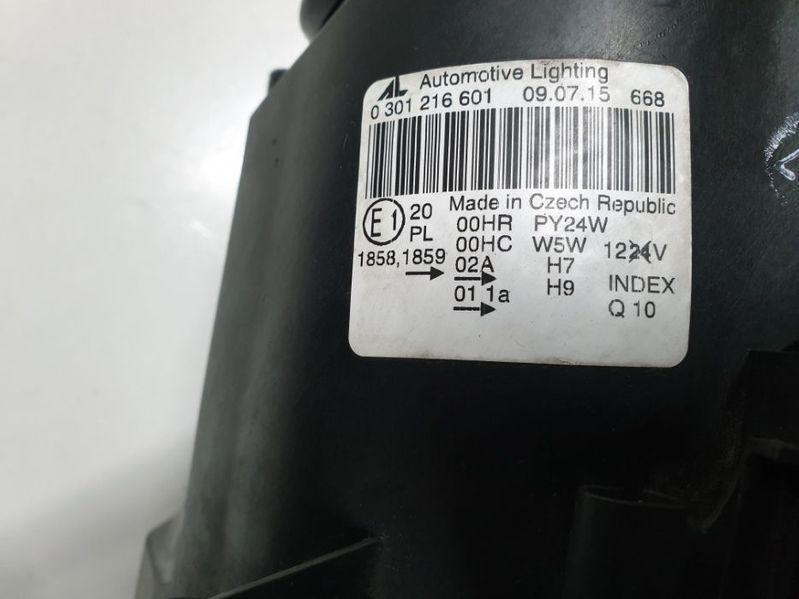 AL Automotive Lighting
0 301 216 601 09.07.15 668
Made in Czech Republic
E1 20 00HR PY24W
PL 00HC W5W 1224V
1858,1859 02A H7
01 1a H9 INDEX
Q 10